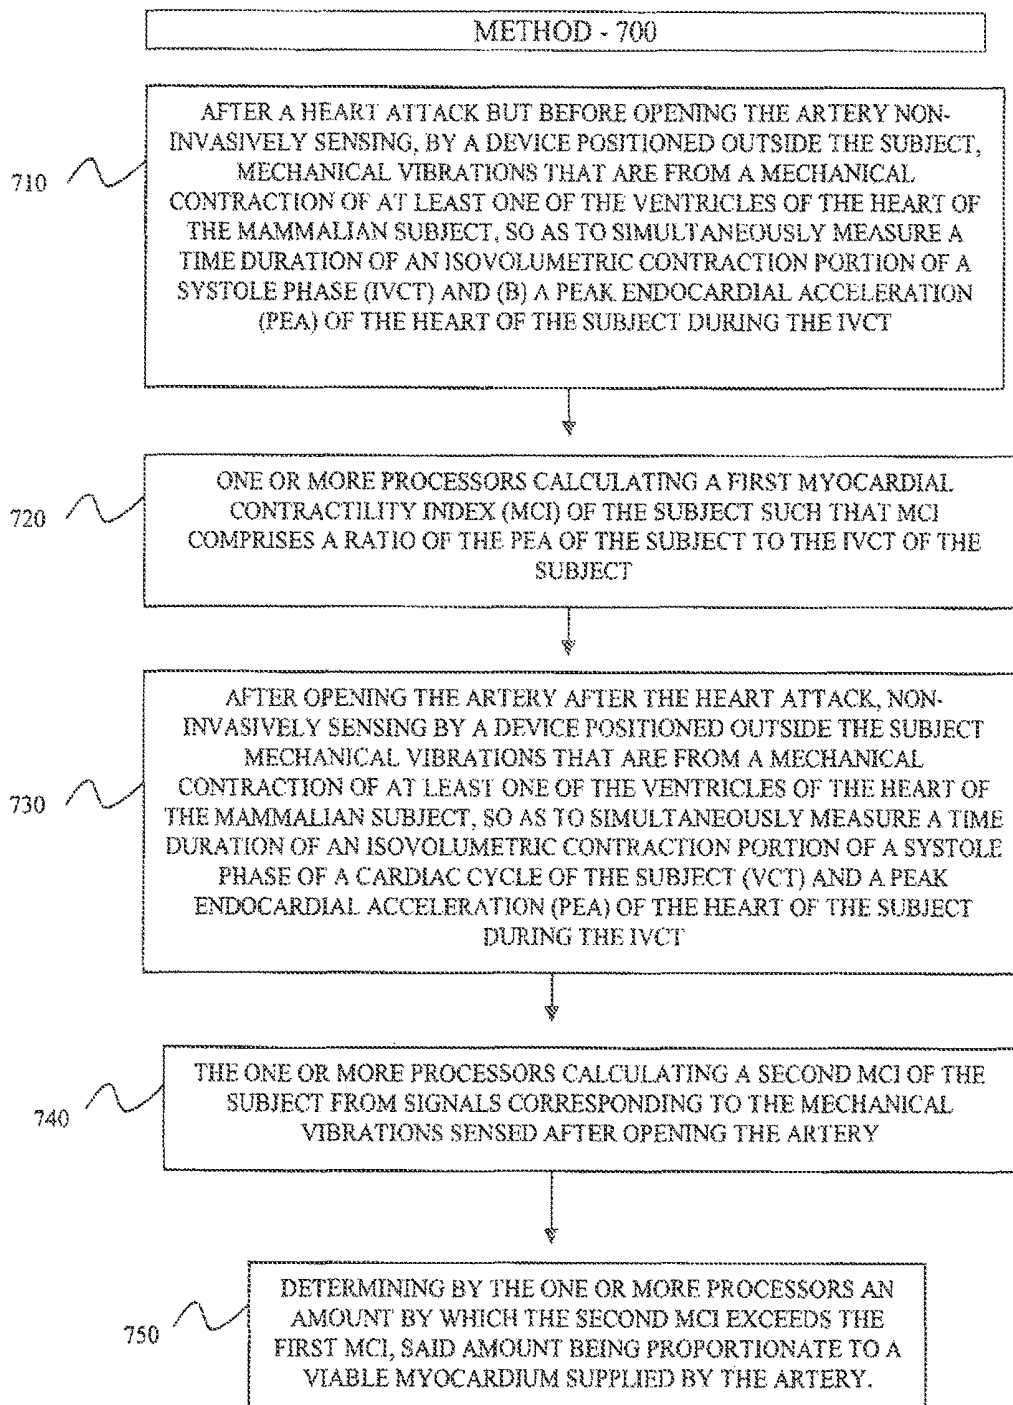 METHOD - 700
AFTER A HEART ATTACK BUT BEFORE OPENING THE ARTERY NON-
INVASIVELY SENSING, BY A DEVICE POSITIONED OUTSIDE THE SUBJECT,
MECHANICAL VIBRATIONS THAT ARE FROM A MECHANICAL
CONTRACTION OF AT LEAST ONE OF THE VENTRICLES OF THE HEART OF
THE MAMMALIAN SUBJECT, SO AS TO SIMULTANEOUSLY MEASURE A
TIME DURATION OF AN ISOVOLUMETRIC CONTRACTION PORTION OF A
SYSTOLE PHASE (IVCT) AND (B) A PEAK ENDOCARDIAL ACCELERATION
(PEA) OF THE HEART OF THE SUBJECT DURING THE IVCT
710
ONE OR MORE PROCESSORS CALCULATING A FIRST MYOCARDIAL
CONTRACTILITY INDEX (MCI) OF THE SUBJECT SUCH THAT MCI
COMPRISES A RATIO OF THE PEA OF THE SUBJECT TO THE IVCT OF THE
SUBJECT
720
AFTER OPENING THE ARTERY AFTER THE HEART ATTACK, NON-
INVASIVELY SENSING BY A DEVICE POSITIONED OUTSIDE THE SUBJECT
MECHANICAL VIBRATIONS THAT ARE FROM A MECHANICAL
CONTRACTION OF AT LEAST ONE OF THE VENTRICLES OF THE HEART OF
THE MAMMALIAN SUBJECT, SO AS TO SIMULTANEOUSLY MEASURE A TIME
DURATION OF AN ISOVOLUMETRIC CONTRACTION PORTION OF A SYSTOLE
PHASE OF A CARDIAC CYCLE OF THE SUBJECT (VCT) AND A PEAK
ENDOCARDIAL ACCELERATION (PEA) OF THE HEART OF THE SUBJECT
DURING THE IVCT
730
THE ONE OR MORE PROCESSORS CALCULATING A SECOND MCI OF THE
SUBJECT FROM SIGNALS CORRESPONDING TO THE MECHANICAL
VIBRATIONS SENSED AFTER OPENING THE ARTERY
740
DETERMINING BY THE ONE OR MORE PROCESSORS AN
AMOUNT BY WHICH THE SECOND MCI EXCEEDS THE
FIRST MCI, SAID AMOUNT BEING PROPORTIONATE TO A
VIABLE MYOCARDIUM SUPPLIED BY THE ARTERY.
750